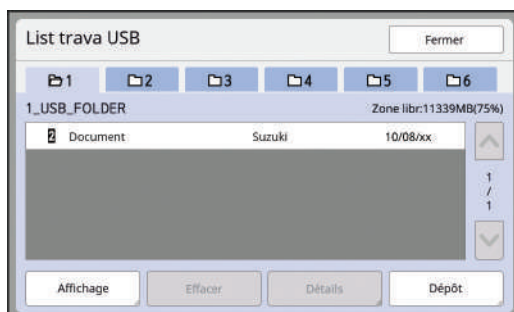 List trava USB Fermer
1 2 3 4 5 6
1_USB_FOLDER Zone libr:11339MB(75%)
2 Document Suzuki 10/08/xx
1
/
1
Affichage Effacer Détails Dépôt